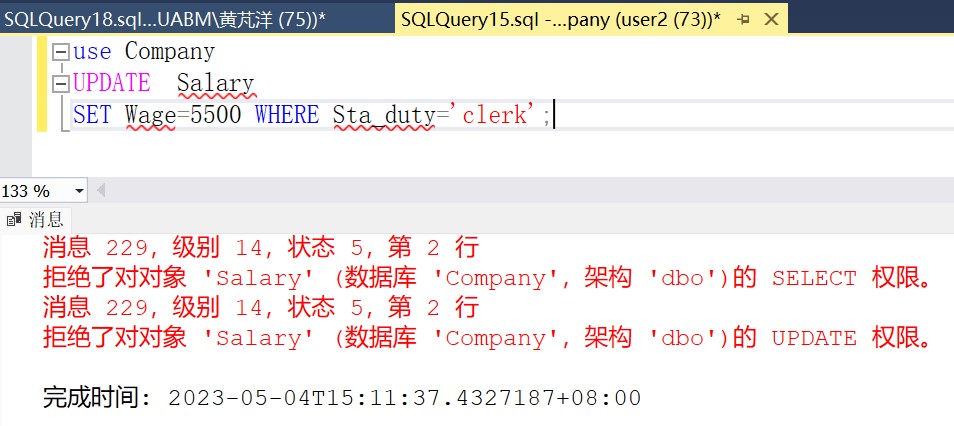 SQLQuery18.sql...UABM\黄芃洋 (75))* SQLQuery15.sql -...pany (user2 (73))*
use Company
UPDATE  Salary
SET Wage=5500 WHERE Sta_duty='clerk';
133 %
消息
消息 229，级别 14，状态 5，第 2 行
拒绝了对对象 'Salary' (数据库 'Company'，架构 'dbo')的 SELECT 权限。
消息 229，级别 14，状态 5，第 2 行
拒绝了对对象 'Salary' (数据库 'Company'，架构 'dbo')的 UPDATE 权限。
完成时间: 2023-05-04T15:11:37.4327187+08:00